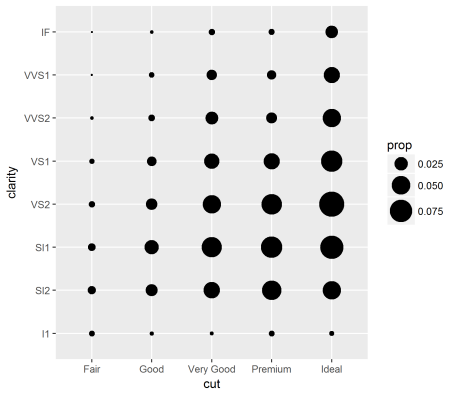 clarity
IF
VVS1
VVS2
VS1
VS2
SI1
SI2
I1
Fair Good Very Good Premium Ideal
cut
prop
0.025
0.050
0.075